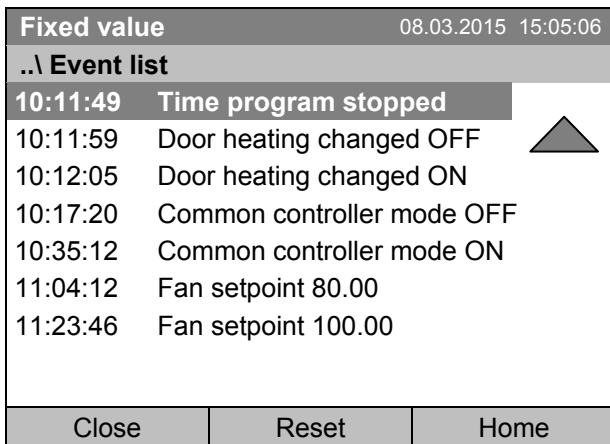 Fixed value 08.03.2015 15:05:06
..\ Event list
10:11:49 Time program stopped
10:11:59 Door heating changed OFF
10:12:05 Door heating changed ON
10:17:20 Common controller mode OFF
10:35:12 Common controller mode ON
11:04:12 Fan setpoint 80.00
11:23:46 Fan setpoint 100.00
Close Reset Home